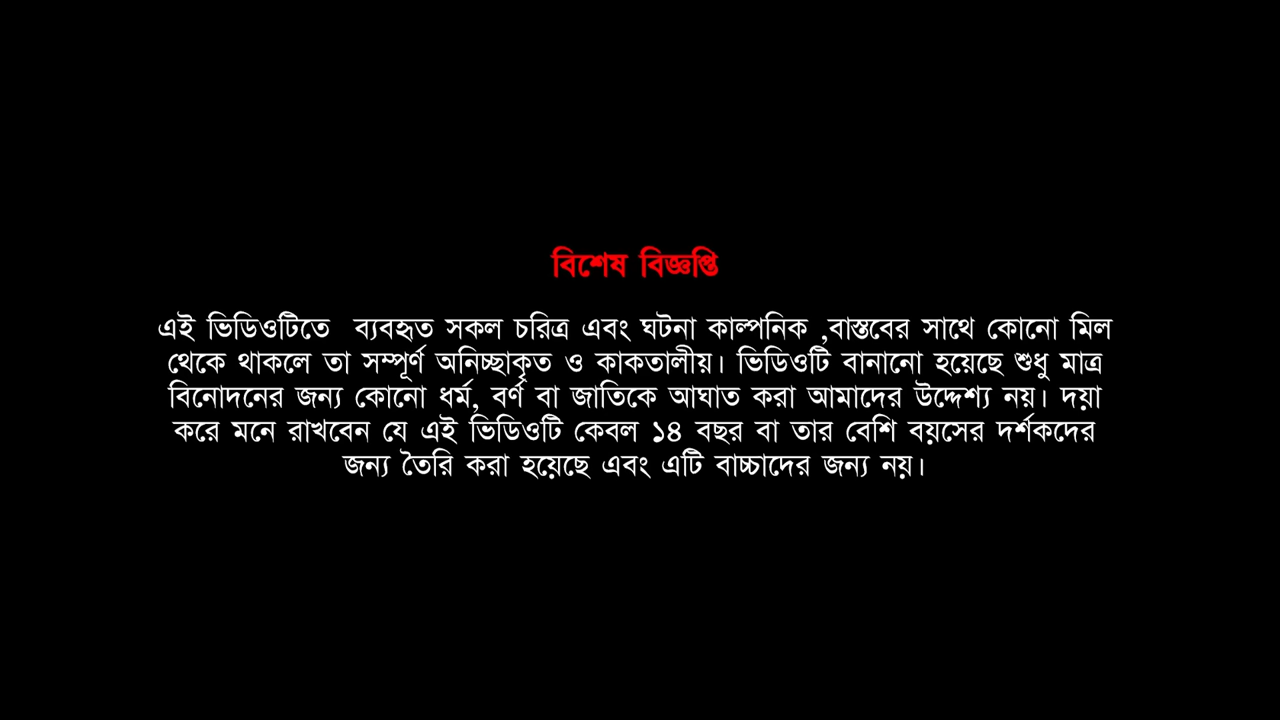 বিশেষ বিজ্ঞপ্তি
এই ভিডিওটিতে ব্যবহৃত সকল চরিত্র এবং ঘটনা কাল্পনিক ,বাস্তবের সাথে কোনো মিল
থেকে থাকলে তা সম্পূর্ণ অনিচ্ছাকৃত ও কাকতালীয়। ভিডিওটি বানানো হয়েছে শুধু মাত্র
বিনোদনের জন্য কোনো ধর্ম, বর্ণ বা জাতিকে আঘাত করা আমাদের উদ্দেশ্য নয়। দয়া
করে মনে রাখবেন যে এই ভিডিওটি কেবল ১৪ বছর বা তার বেশি বয়সের দর্শকদের
জন্য তৈরি করা হয়েছে এবং এটি বাচ্চাদের জন্য নয়।